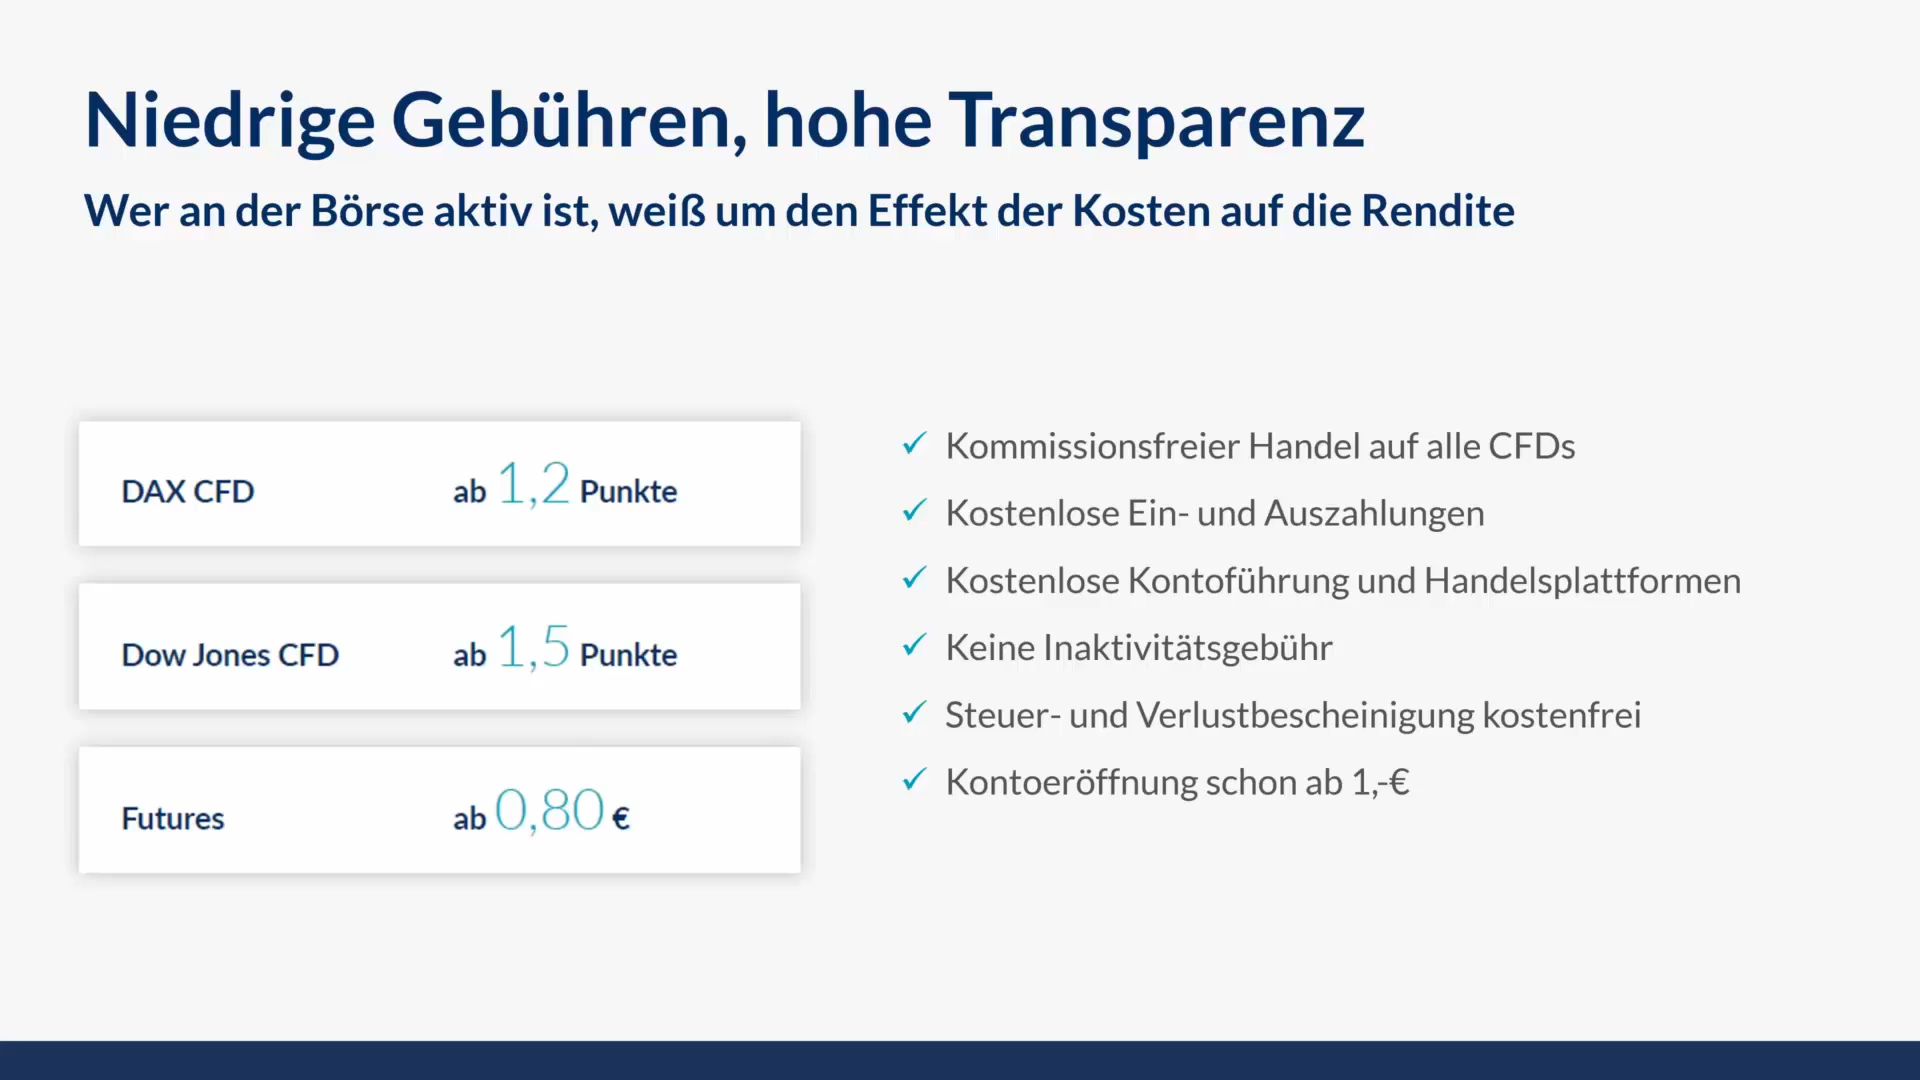 Niedrige Gebühren, hohe Transparenz
Wer an der Börse aktiv ist, weiß um den Effekt der Kosten auf die Rendite
DAX CFD ab 1,2 Punkte
Dow Jones CFD ab 1,5 Punkte
Futures ab 0,80 €
✓ Kommissionsfreier Handel auf alle CFDs
✓ Kostenlose Ein- und Auszahlungen
✓ Kostenlose Kontoführung und Handelsplattformen
✓ Keine Inaktivitätsgebühr
✓ Steuer- und Verlustbescheinigung kostenfrei
✓ Kontoeröffnung schon ab 1,-€